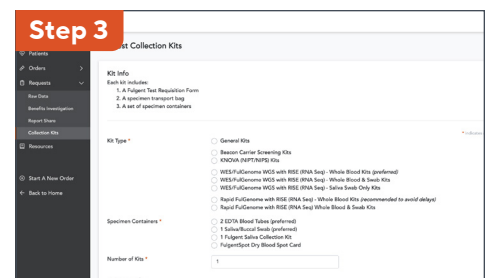 Step 3
st Collection Kits
Patients
Orders
Requests
Raw Data
Benefits Investigation
Report Share
Collection Kits
Resources
Start A New Order
Back to Home
Kit Info
Each kit includes:
1. A Fulgent Test Requisition Form
2. A specimen transport bag
3. A set of specimen containers
* indicates
Kit Type *
General Kits
Beacon Carrier Screening Kits
KNOVA (NIPT/NIPS) Kits
WES/FulGenome WGS with RISE (RNA Seq) - Whole Blood Kits (preferred)
WES/FulGenome WGS with RISE (RNA Seq) - Whole Blood & Swab Kits
WES/FulGenome WGS with RISE (RNA Seq) - Saliva Swab Only Kits
Rapid FulGenome with RISE (RNA Seq) - Whole Blood Kits (recommended to avoid delays)
Rapid FulGenome with RISE (RNA Seq) Whole Blood & Swab Kits
Specimen Containers *
2 EDTA Blood Tubes (preferred)
1 Saliva/Buccal Swab (preferred)
1 Fulgent Saliva Collection Kit
FulgentSpot Dry Blood Spot Card
Number of Kits *
1